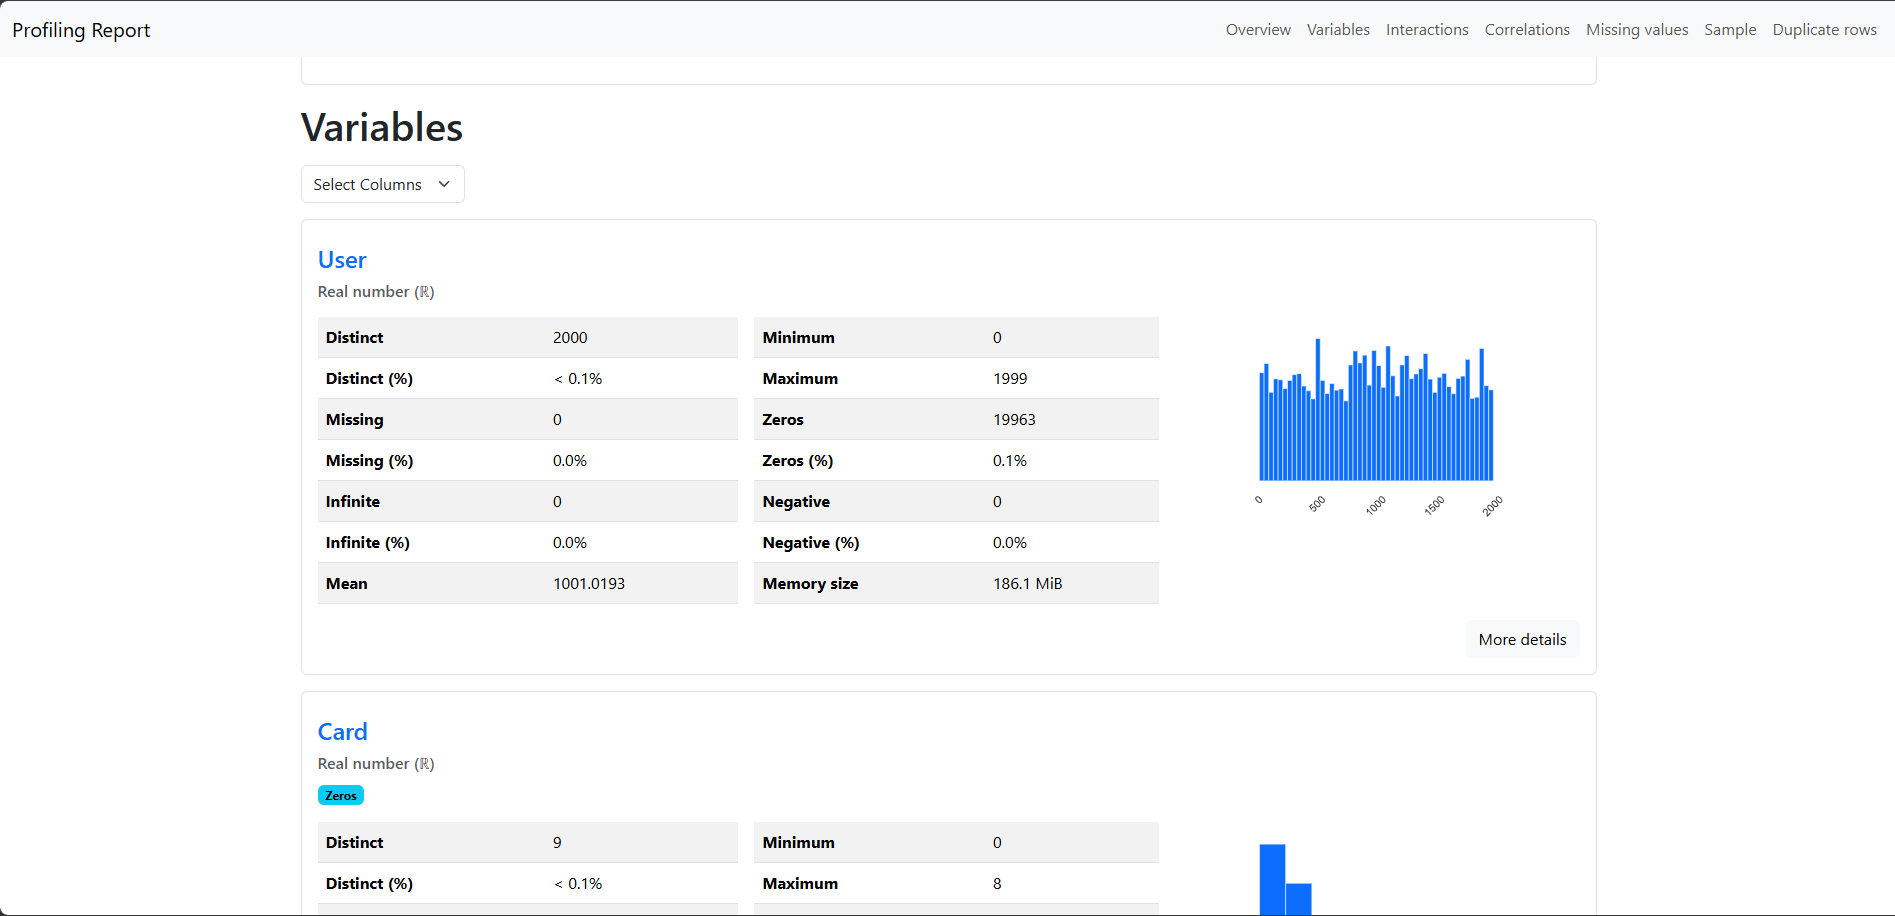 Profiling Report
Overview Variables Interactions Correlations Missing values Sample Duplicate rows
Variables
Select Columns
User
Real number (ℝ)
Distinct 2000
Distinct (%) < 0.1%
Missing 0
Missing (%) 0.0%
Infinite 0
Infinite (%) 0.0%
Mean 1001.0193
Minimum 0
Maximum 1999
Zeros 19963
Zeros (%) 0.1%
Negative 0
Negative (%) 0.0%
Memory size 186.1 MiB
0 500 1000 1500 2000
More details
Card
Real number (ℝ)
Zeros
Distinct 9
Distinct (%) < 0.1%
Minimum 0
Maximum 8